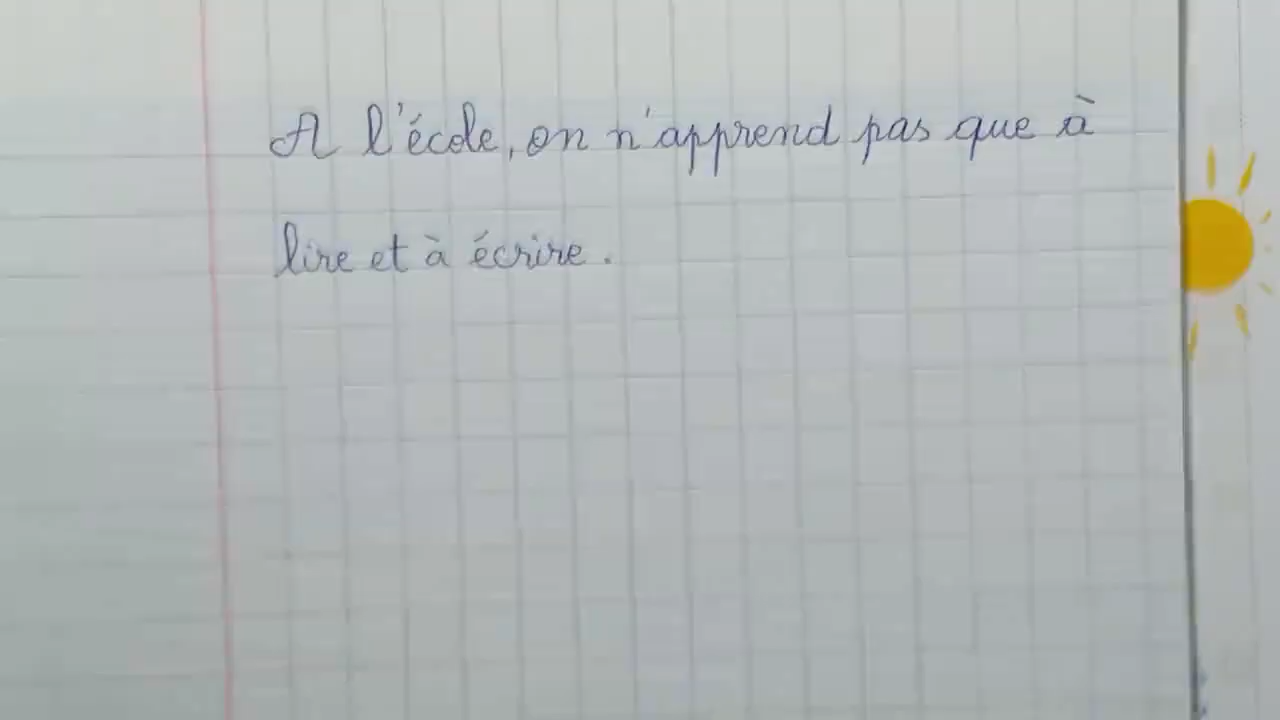 A l'école, on n'apprend pas que à
lire et à écrire.